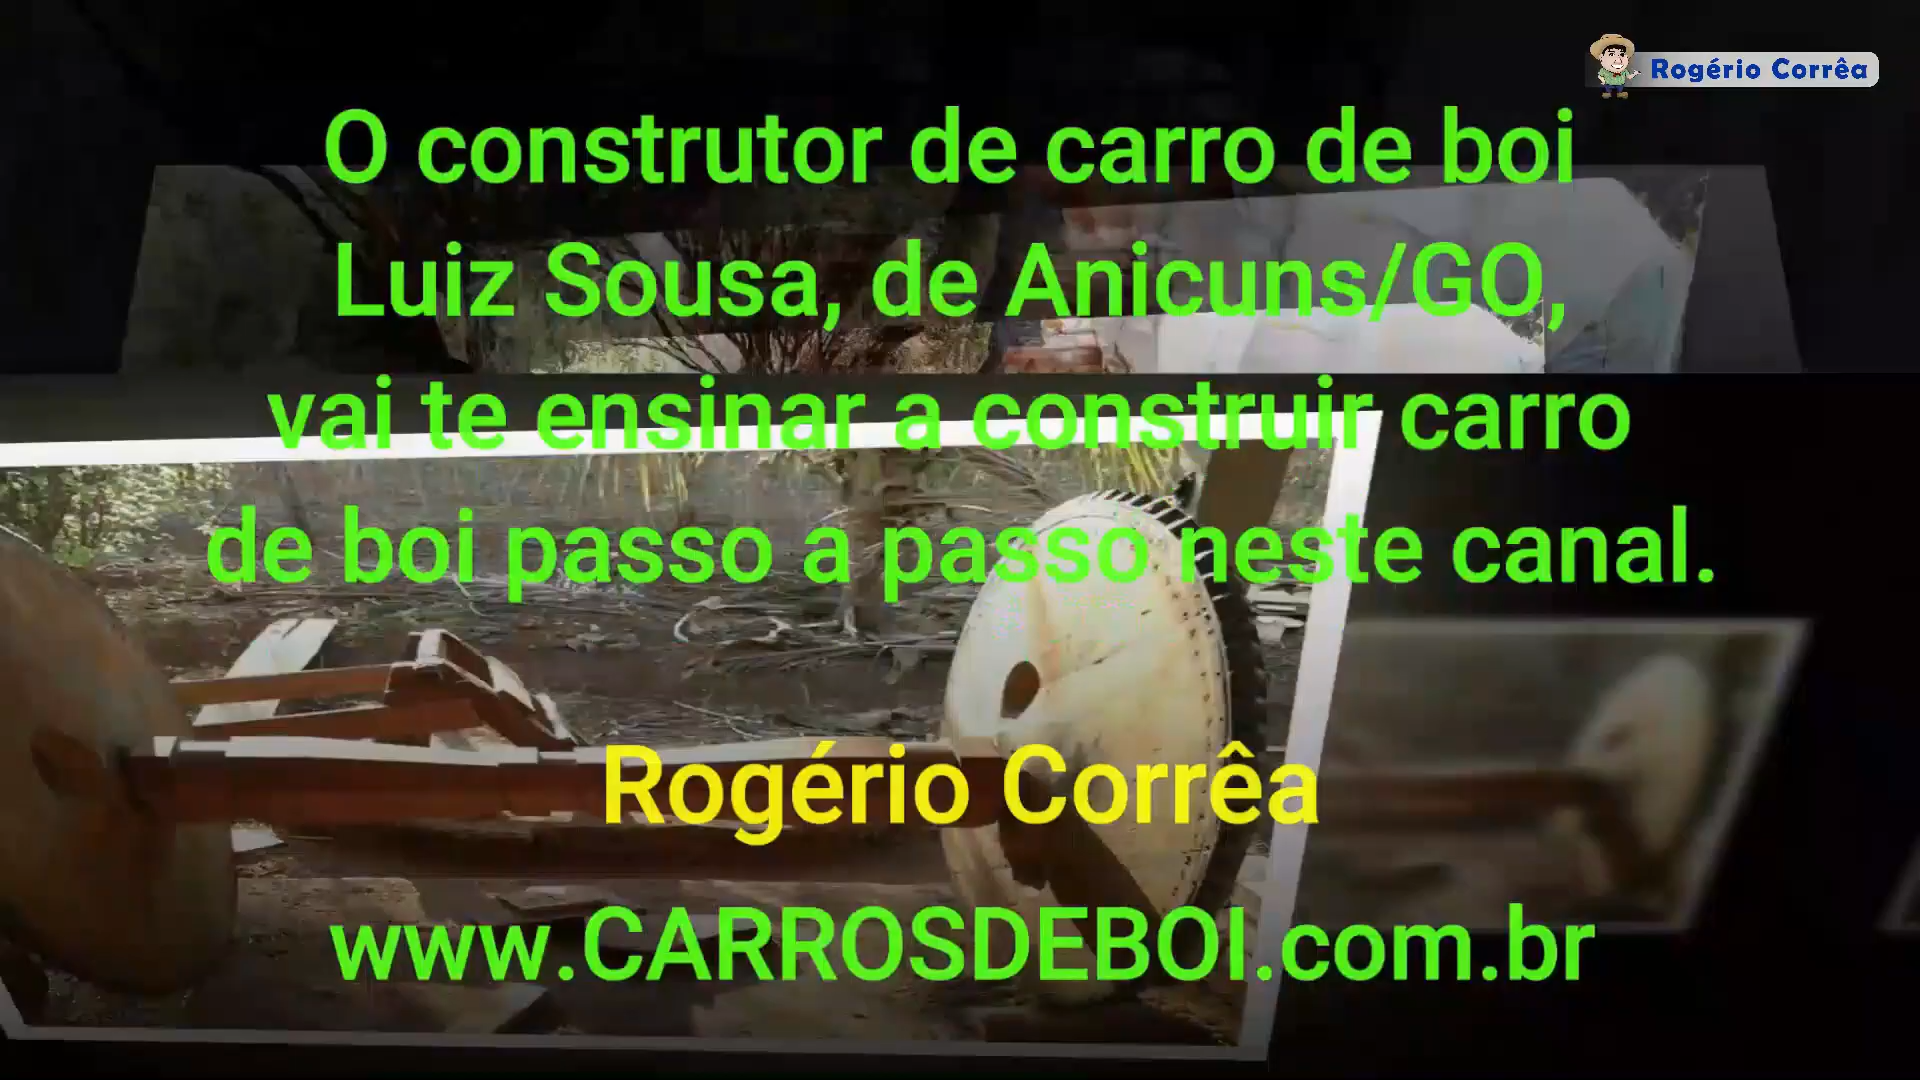 Rogério Corrêa
O construtor de carro de boi
Luiz Sousa, de Anicuns/GO,
vai te ensinar a construir carro
de boi passo a passo neste canal.
Rogério Corrêa
www.CARROSDEBOI.com.br